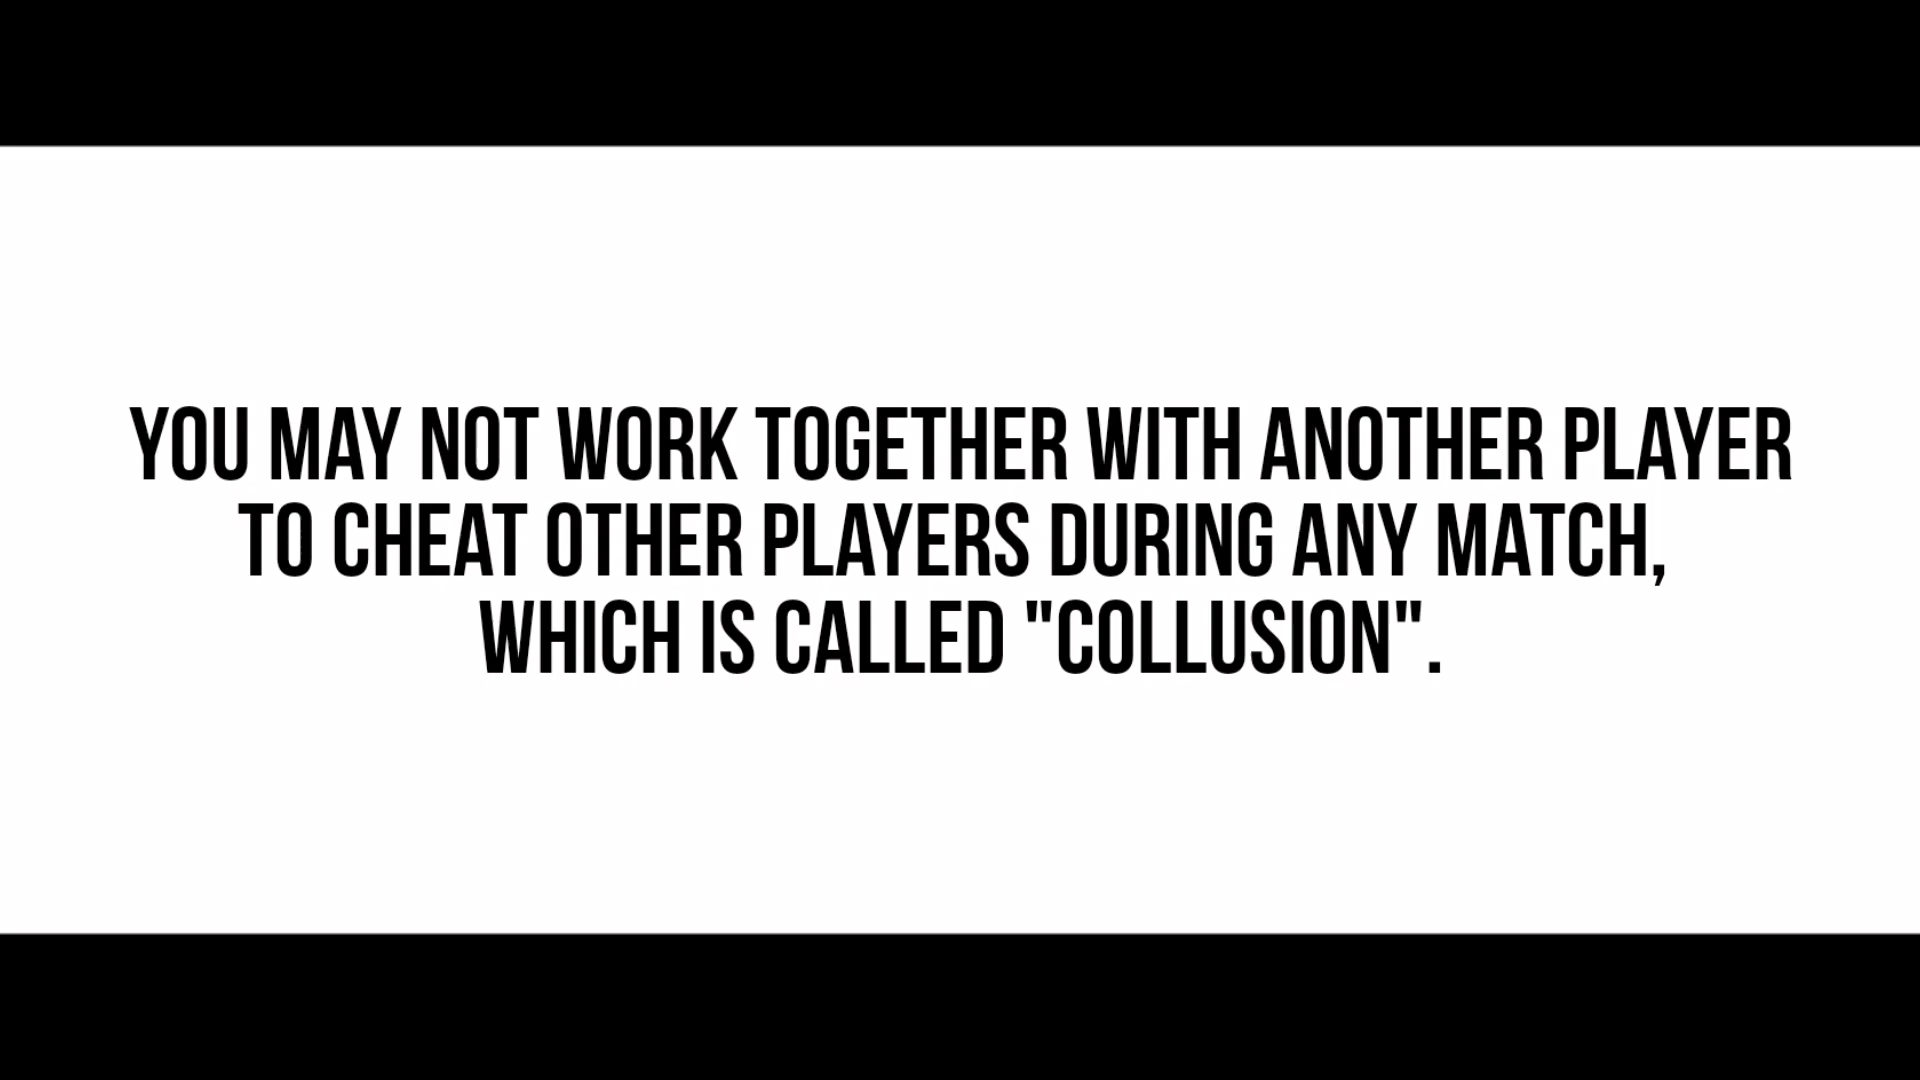 YOU MAY NOT WORK TOGETHER WITH ANOTHER PLAYER
TO CHEAT OTHER PLAYERS DURING ANY MATCH,
WHICH IS CALLED "COLLUSION".